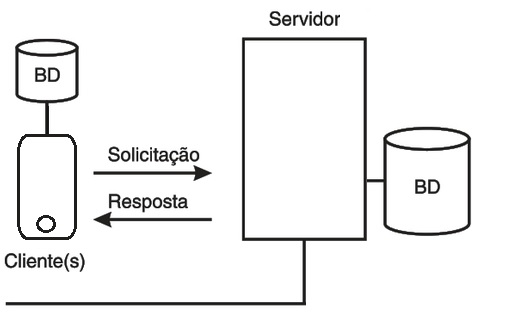 Servidor
BD
Solicitação
Resposta
BD
Cliente(s)